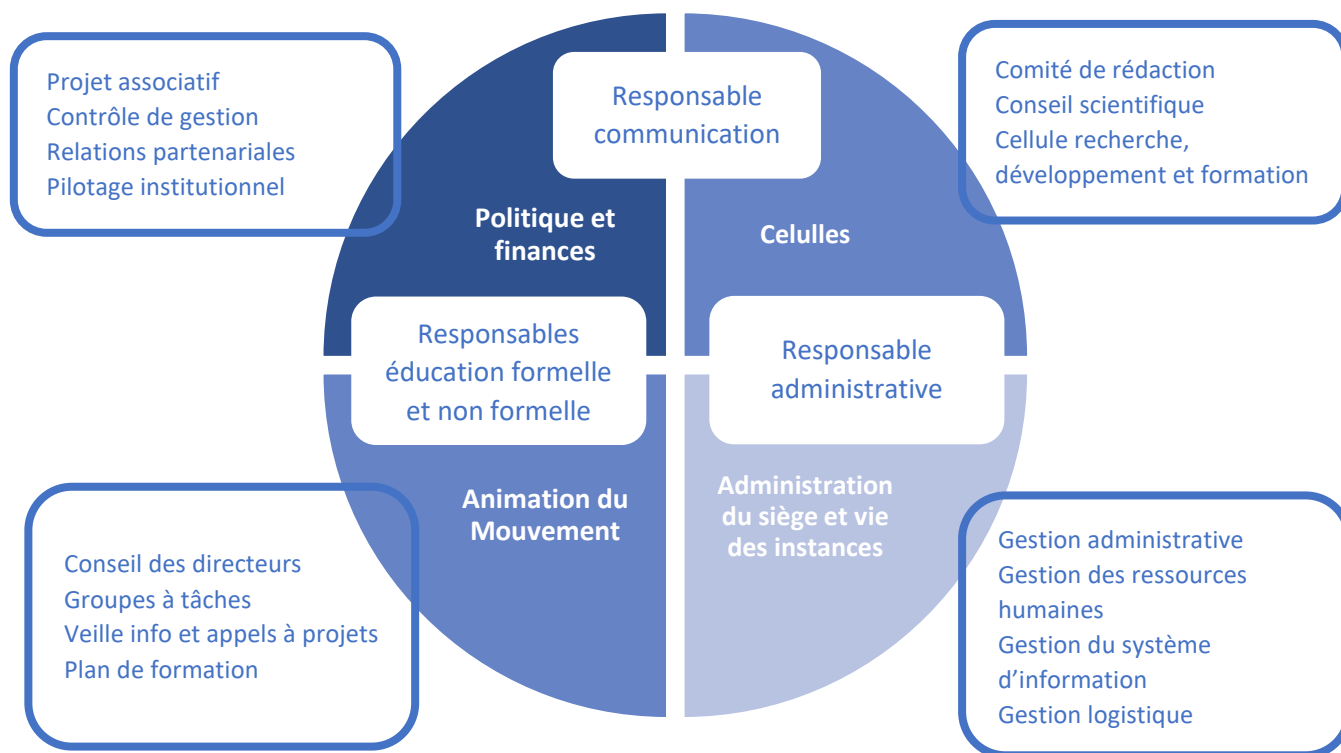 Projet associatif
Contrôle de gestion
Relations partenariales
Pilotage institutionnel
Responsable
communication
Comité de rédaction
Conseil scientifique
Cellule recherche,
développement et formation
Politique et
finances
Celulles
Responsables
éducation formelle
et non formelle
Responsable
administrative
Animation du
Mouvement
Administration
du siège et vie
des instances
Conseil des directeurs
Groupes à tâches
Veille info et appels à projets
Plan de formation
Gestion administrative
Gestion des ressources
humaines
Gestion du système
d’information
Gestion logistique